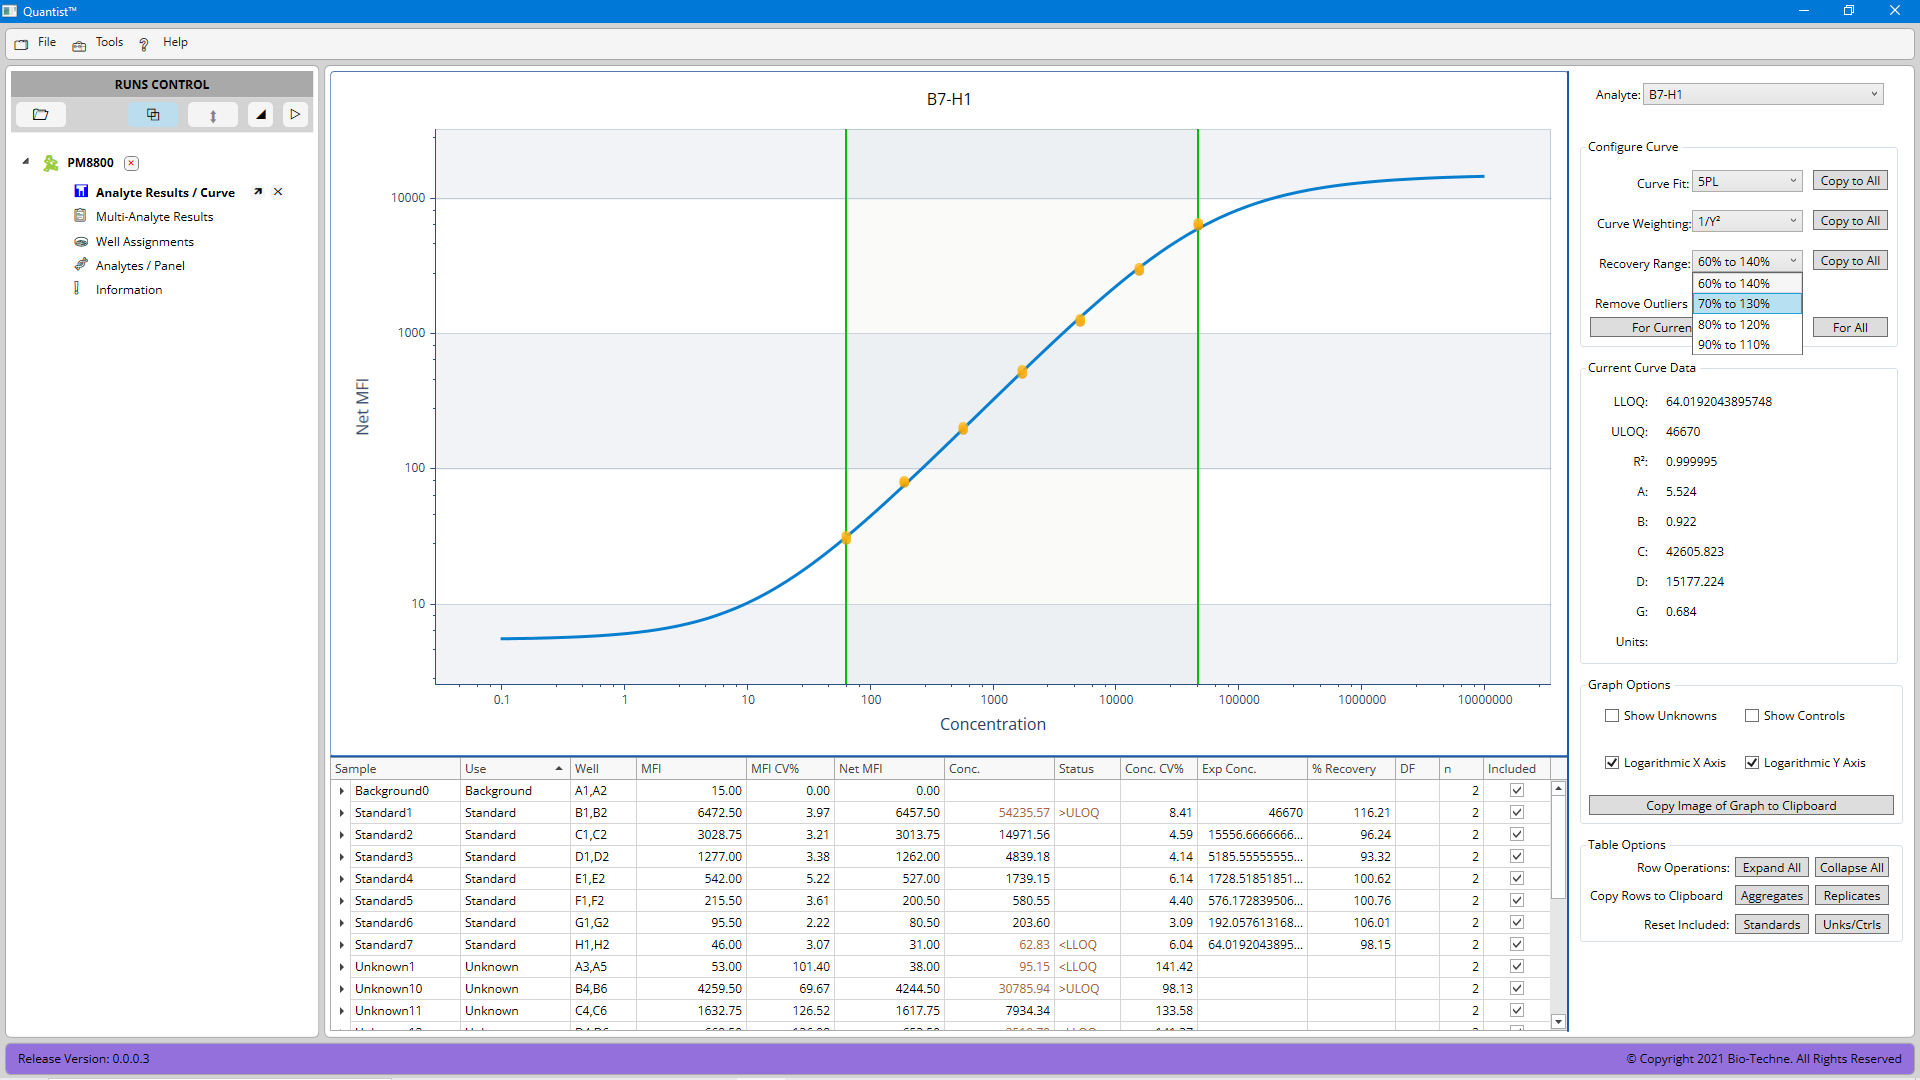 Quantist™
File Tools Help
RUNS CONTROL
PM8800
Analyte Results / Curve
Multi-Analyte Results
Well Assignments
Analytes / Panel
Information
B7-H1
10000
1000
100
10
Net MFI
0.1 1 10 100 1000 10000 100000 1000000 10000000
Concentration
Analyte: B7-H1
Configure Curve
Curve Fit: 5PL Copy to All
Curve Weighting: 1/Y² Copy to All
Recovery Range: 60% to 140% Copy to All
60% to 140%
Remove Outliers 70% to 130%
80% to 120%
For Curren For All
90% to 110%
Current Curve Data
LLOQ: 64.0192043895748
ULOQ: 46670
R²: 0.999995
A: 5.524
B: 0.922
C: 42605.823
D: 15177.224
G: 0.684
Units:
Graph Options
Show Unknowns Show Controls
Logarithmic X Axis Logarithmic Y Axis
Copy Image of Graph to Clipboard
Table Options
Row Operations: Expand All Collapse All
Copy Rows to Clipboard Aggregates Replicates
Reset Included: Standards Unks/Ctrls
Sample Use Well MFI MFI CV% Net MFI Conc. Status Conc. CV% Exp Conc. % Recovery DF n Included
Background0 Background A1,A2 15.00 0.00 0.00 2
Standard1 Standard B1,B2 6472.50 3.97 6457.50 54235.57 >ULOQ 8.41 46670 116.21 2
Standard2 Standard C1,C2 3028.75 3.21 3013.75 14971.56 4.59 15556.6666666... 96.24 2
Standard3 Standard D1,D2 1277.00 3.38 1262.00 4839.18 4.14 5185.55555555... 93.32 2
Standard4 Standard E1,E2 542.00 5.22 527.00 1739.15 6.14 1728.51851851... 100.62 2
Standard5 Standard F1,F2 215.50 3.61 200.50 580.55 4.40 576.172839506... 100.76 2
Standard6 Standard G1,G2 95.50 2.22 80.50 203.60 3.09 192.057613168... 106.01 2
Standard7 Standard H1,H2 46.00 3.07 31.00 62.83 <LLOQ 6.04 64.0192043895... 98.15 2
Unknown1 Unknown A3,A5 53.00 101.40 38.00 95.15 <LLOQ 141.42 2
Unknown10 Unknown B4,B6 4259.50 69.67 4244.50 30785.94 >ULOQ 98.13 2
Unknown11 Unknown C4,C6 1632.75 126.52 1617.75 7934.34 133.58 2
Release Version: 0.0.0.3
© Copyright 2021 Bio-Techne. All Rights Reserved